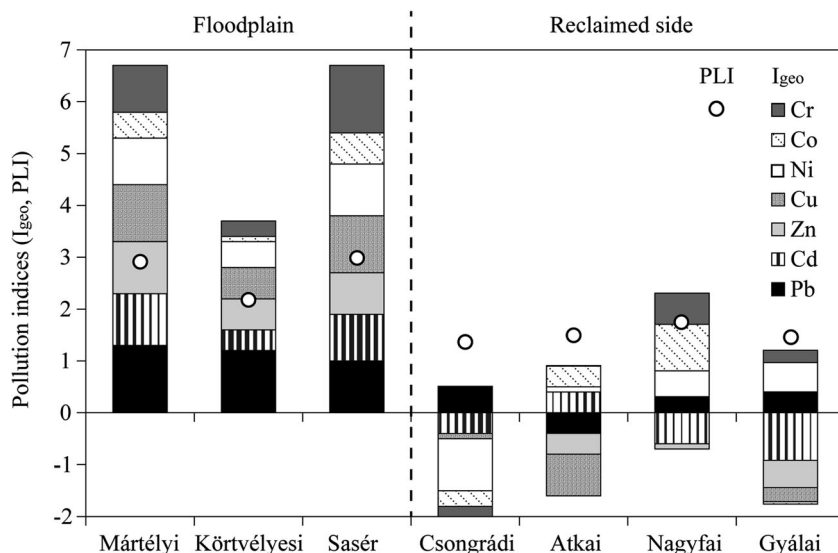 Floodplain
Reclaimed side
Pollution indices (Igeo, PLI)
7
6
5
4
3
2
1
0
-1
-2
PLI
Igeo
Cr
Co
Ni
Cu
Zn
Cd
Pb
Mártélyi Körtvélyesi Sasér Csongrádi Atkai Nagyfai Gyálai